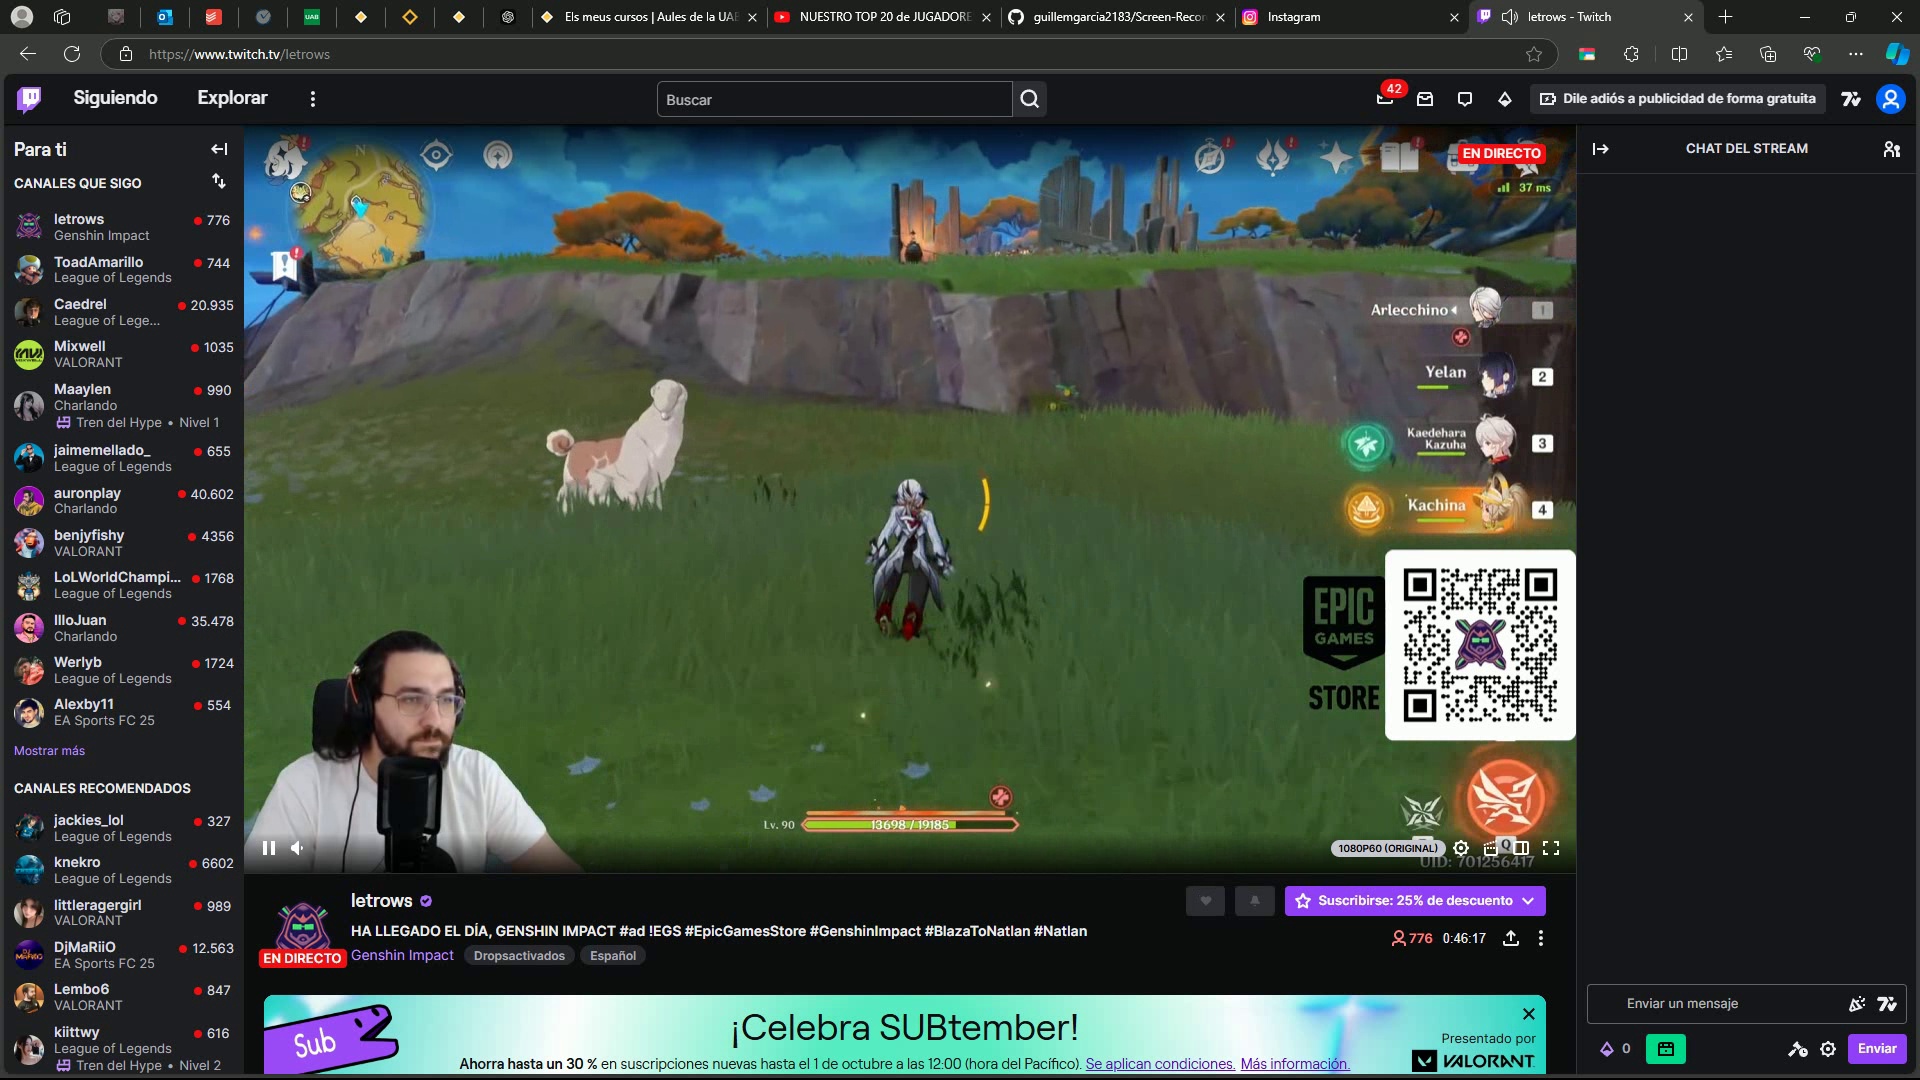 Els meus cursos | Aules de la UAB
NUESTRO TOP 20 de JUGADORE
guillemgarcia2183/Screen-Recor
Instagram
letrows - Twitch
https://www.twitch.tv/letrows
Siguiendo
Explorar
Buscar
42
Dile adiós a publicidad de forma gratuita
Para ti
CANALES QUE SIGO
letrows
776
Genshin Impact
ToadAmarillo
744
League of Legends
Caedrel
20.935
League of Lege...
Mixwell
1035
VALORANT
Maaylen
990
Charlando
Tren del Hype • Nivel 1
jaimemellado_
655
League of Legends
auronplay
40.602
Charlando
benjyfishy
4356
VALORANT
LoLWorldChampi...
1768
League of Legends
IlloJuan
35.478
Charlando
Werlyb
1724
League of Legends
Alexby11
554
EA Sports FC 25
Mostrar más
CANALES RECOMENDADOS
jackies_lol
327
League of Legends
knekro
6602
League of Legends
littleragergirl
989
VALORANT
DjMaRiiO
12.563
EA Sports FC 25
Lembo6
847
VALORANT
kiittwy
616
League of Legends
Tren del Hype • Nivel 2
N
EN DIRECTO
37 ms
Arlecchino
1
Yelan
2
Kaedehara
Kazuha
3
Kachina
4
EPIC
GAMES
STORE
Lv. 90
13698 / 19185
1080P60 (ORIGINAL)
Q
UID: 701256417
letrows
Suscribirse: 25% de descuento
HA LLEGADO EL DÍA, GENSHIN IMPACT #ad !EGS #EpicGamesStore #GenshinImpact #BlazaToNatlan #Natlan
776
0:46:17
EN DIRECTO
Genshin Impact
Dropsactivados
Español
Sub
¡Celebra SUBtember!
Ahorra hasta un 30 % en suscripciones nuevas hasta el 1 de octubre a las 12:00 (hora del Pacífico). Se aplican condiciones. Más información.
Presentado por
VALORANT
CHAT DEL STREAM
Enviar un mensaje
0
Enviar